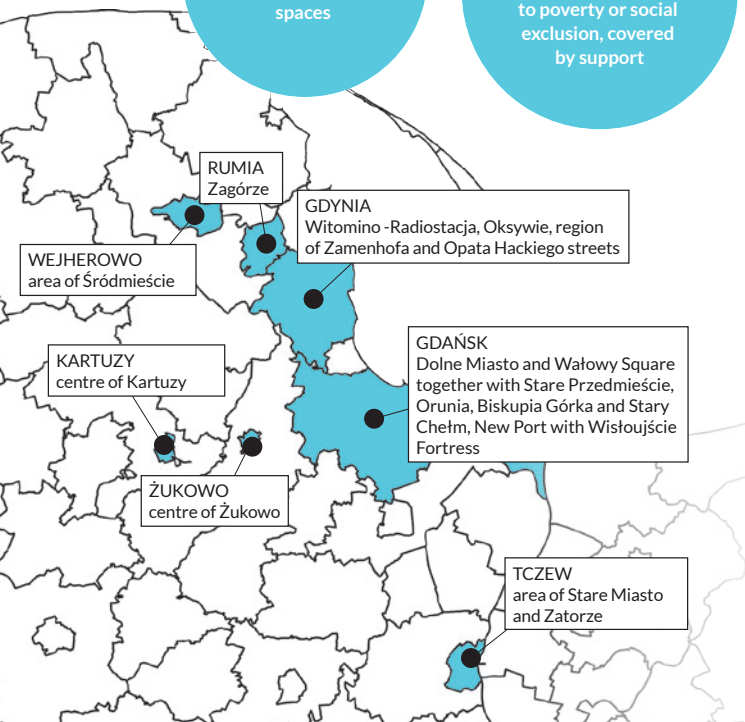 spaces
to poverty or social
exclusion, covered
by support
RUMIA
Zagórze
GDYNIA
Witomino -Radiostacja, Oksywie, region
of Zamenhofa and Opata Hackiego streets
WEJHEROWO
area of Śródmieście
GDAŃSK
Dolne Miasto and Wałowy Square
together with Stare Przedmieście,
Orunia, Biskupia Górka and Stary
Chełm, New Port with Wisłoujście
Fortress
KARTUZY
centre of Kartuzy
ŻUKOWO
centre of Żukowo
TCZEW
area of Stare Miasto
and Zatorze